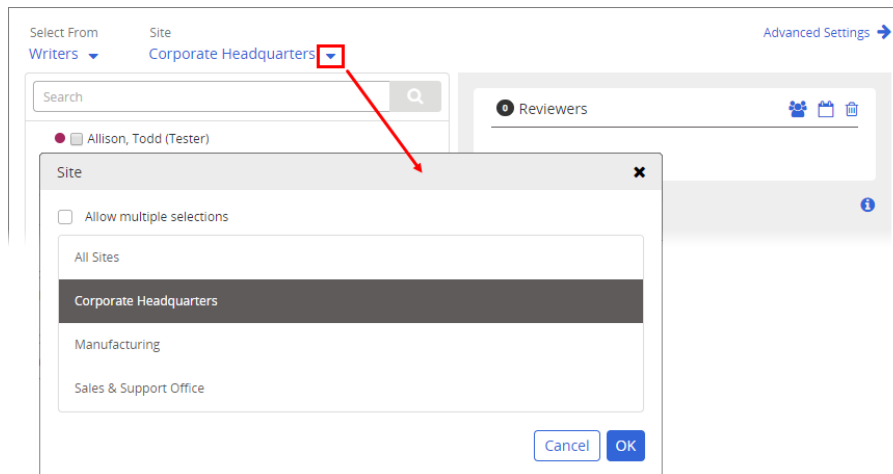 Select From
Site
Advanced Settings
Writers
Corporate Headquarters
Search
0 Reviewers
Allison, Todd (Tester)
Site
Allow multiple selections
All Sites
Corporate Headquarters
Manufacturing
Sales & Support Office
Cancel
OK